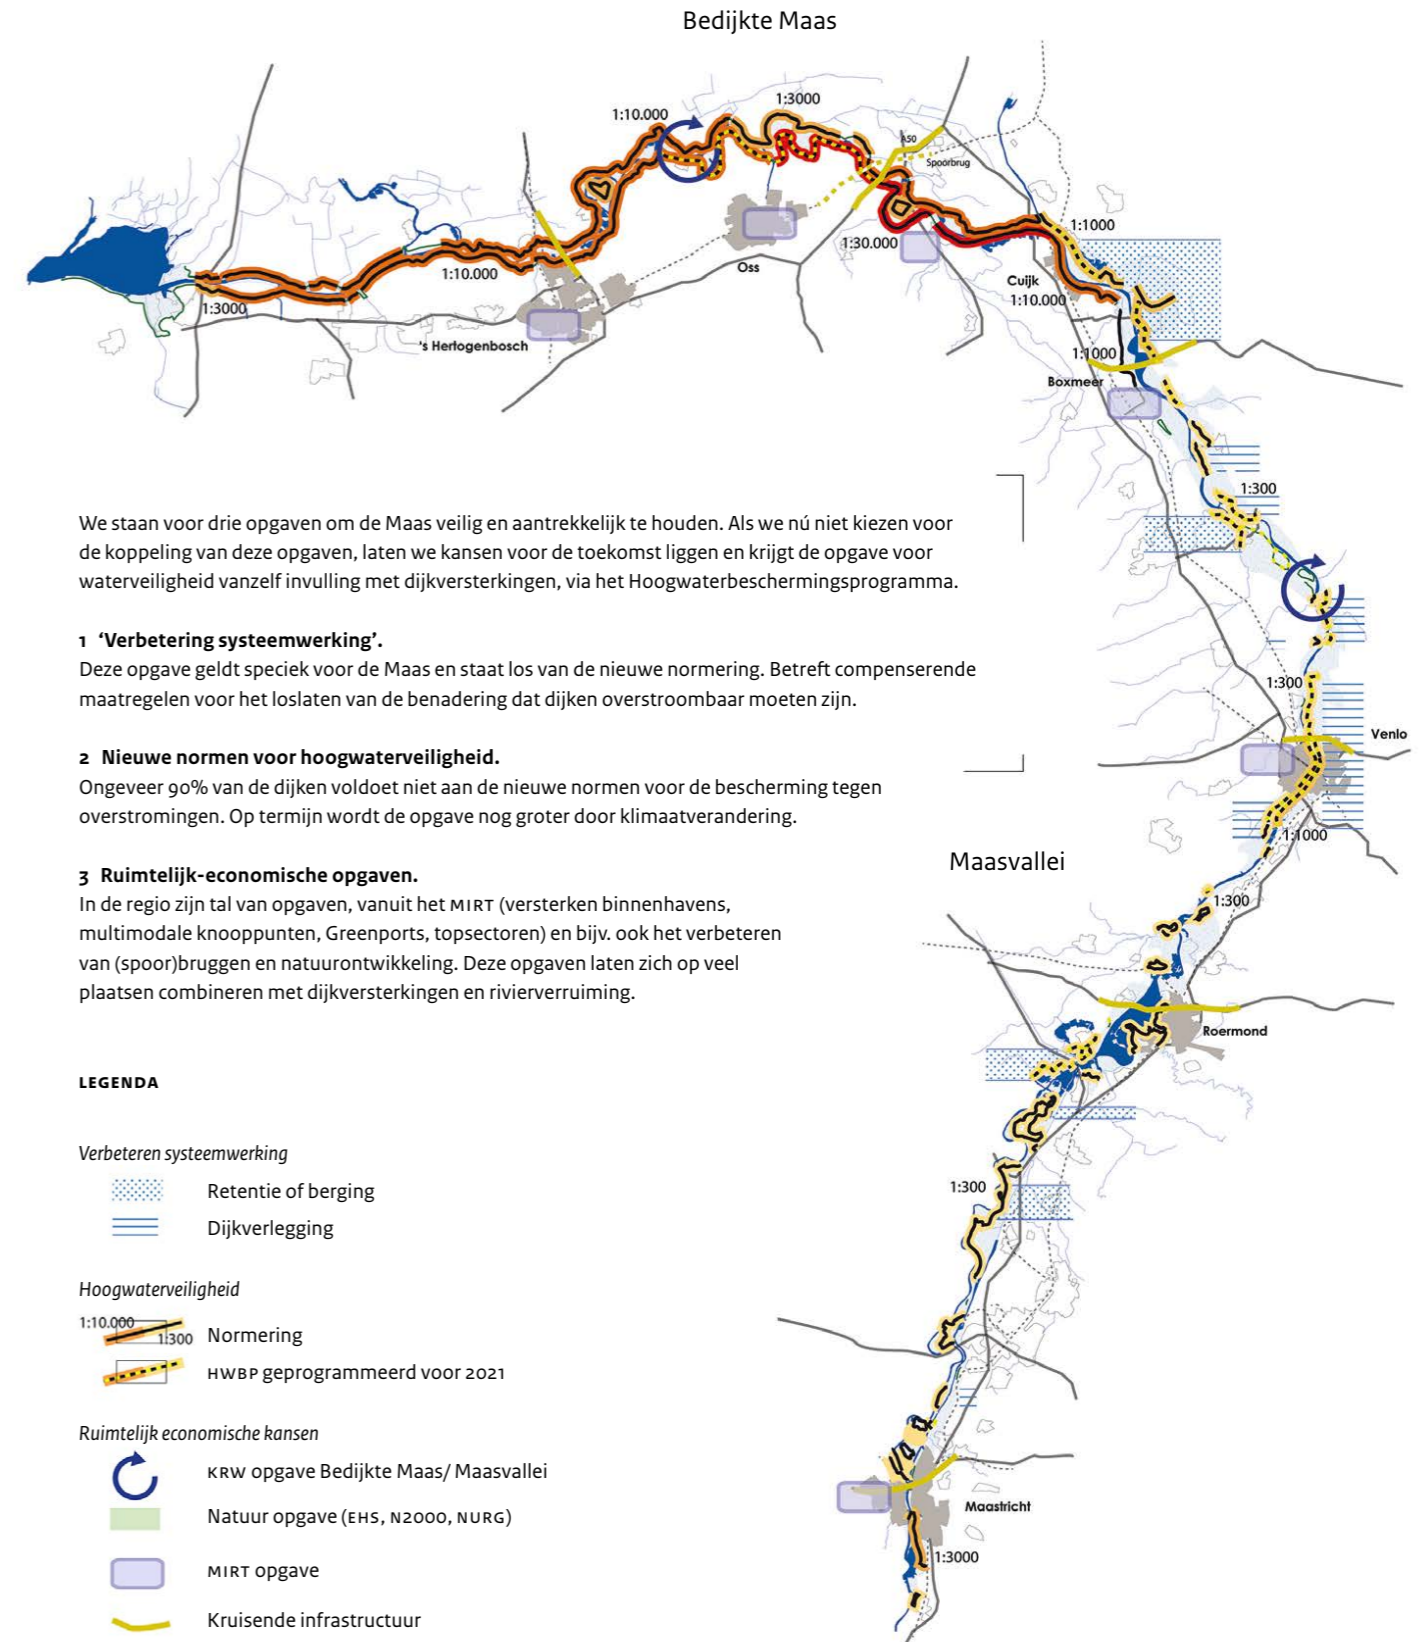 Bedijkte Maas
1:10.000
1:3000
A50
Spoorbrug
1:1000
1:30.000
Oss
Cuijk
1:10.000
1:10.000
1:3000
's Hertogenbosch
1:1000
Boxmeer
1:300
We staan voor drie opgaven om de Maas veilig en aantrekkelijk te houden. Als we nú niet kiezen voor
de koppeling van deze opgaven, laten we kansen voor de toekomst liggen en krijgt de opgave voor
waterveiligheid vanzelf invulling met dijkversterkingen, via het Hoogwaterbeschermingsprogramma.
1 ‘Verbetering systeemwerking’.
Deze opgave geldt speciek voor de Maas en staat los van de nieuwe normering. Betreft compenserende
maatregelen voor het loslaten van de benadering dat dijken overstroombaar moeten zijn.
2 Nieuwe normen voor hoogwaterveiligheid.
Ongeveer 90% van de dijken voldoet niet aan de nieuwe normen voor de bescherming tegen
overstromingen. Op termijn wordt de opgave nog groter door klimaatverandering.
3 Ruimtelijk-economische opgaven.
In de regio zijn tal van opgaven, vanuit het MIRT (versterken binnenhavens,
multimodale knooppunten, Greenports, topsectoren) en bijv. ook het verbeteren
van (spoor)bruggen en natuurontwikkeling. Deze opgaven laten zich op veel
plaatsen combineren met dijkversterkingen en rivierverruiming.
1:300
Venlo
1:1000
Maasvallei
1:300
Roermond
1:300
Maastricht
1:3000
LEGENDA
Verbeteren systeemwerking
Retentie of berging
Dijkverlegging
Hoogwaterveiligheid
1:10.000
1:300
Normering
HWBP geprogrammeerd voor 2021
Ruimtelijk economische kansen
KRW opgave Bedijkte Maas/ Maasvallei
Natuur opgave (EHS, N2000, NURG)
MIRT opgave
Kruisende infrastructuur